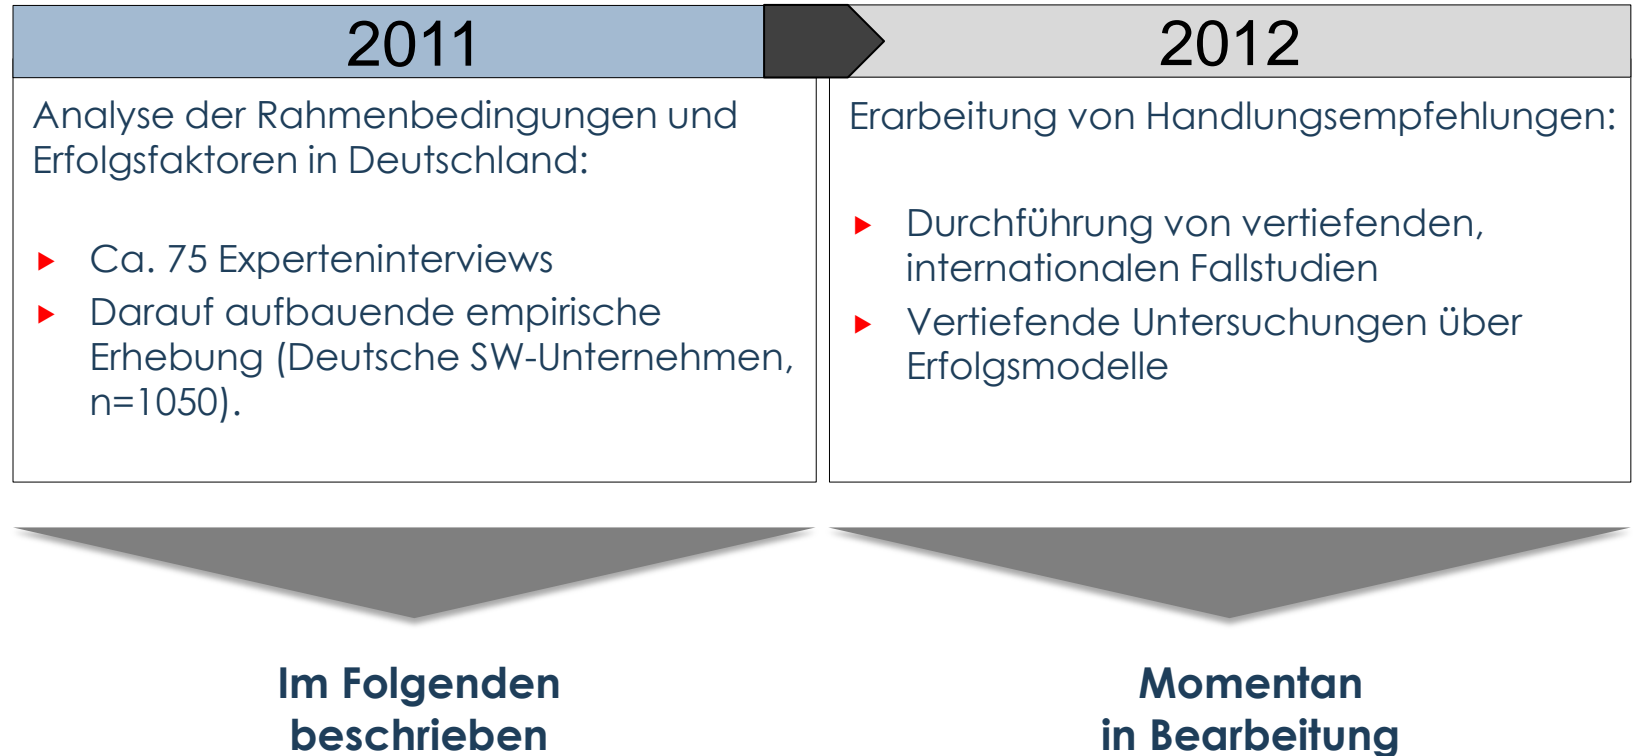 2011
Analyse der Rahmenbedingungen und
Erfolgsfaktoren in Deutschland:
Ca. 75 Experteninterviews
Darauf aufbauende empirische
Erhebung (Deutsche SW-Unternehmen,
n=1050).
Im Folgenden
beschrieben
2012
Erarbeitung von Handlungsempfehlungen:
Durchführung von vertiefenden,
internationalen Fallstudien
Vertiefende Untersuchungen über
Erfolgsmodelle
Momentan
in Bearbeitung